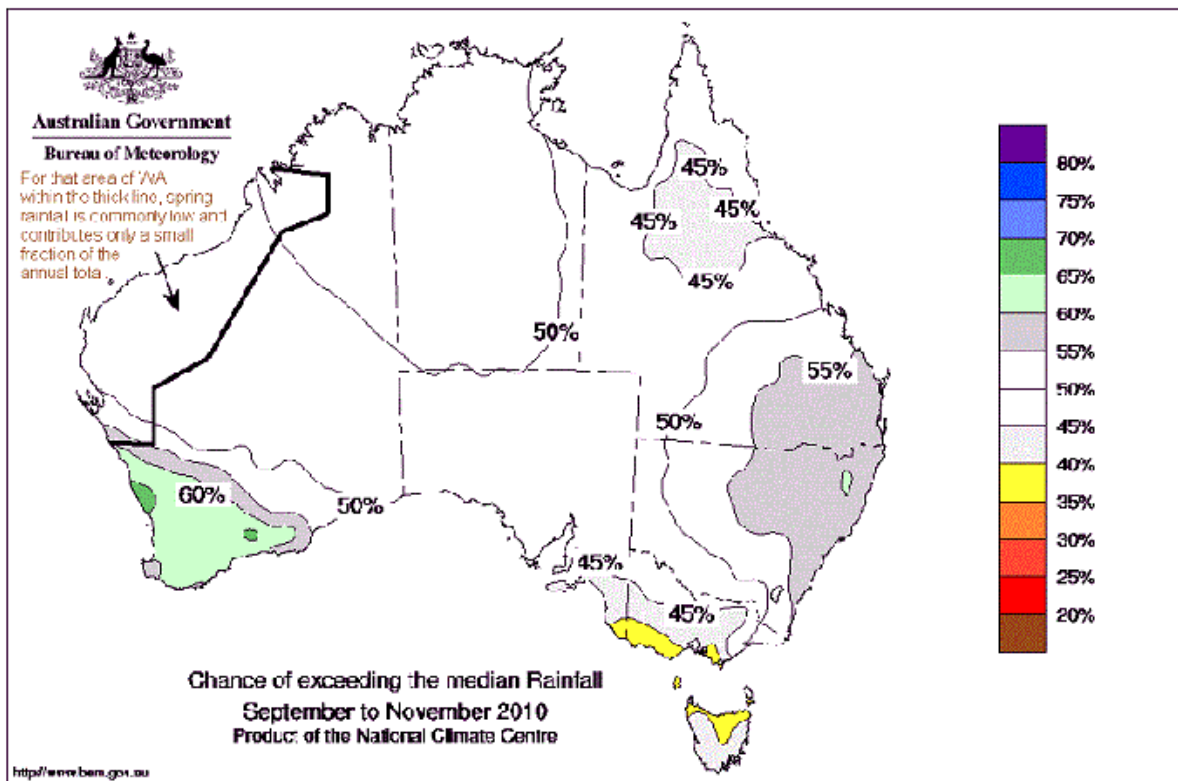 Australian Government
Bureau of Meteorology
For that area of WA
within the thick line, spring
rainfall is commonly low and
contributes only a small
fraction of the
annual total.
45%
45%
45%
45%
50%
55%
50%
60%
50%
45%
45%
80%
75%
70%
65%
60%
55%
50%
45%
40%
35%
30%
25%
20%
Chance of exceeding the median Rainfall
September to November 2010
Product of the National Climate Centre
http://www.bom.gov.au